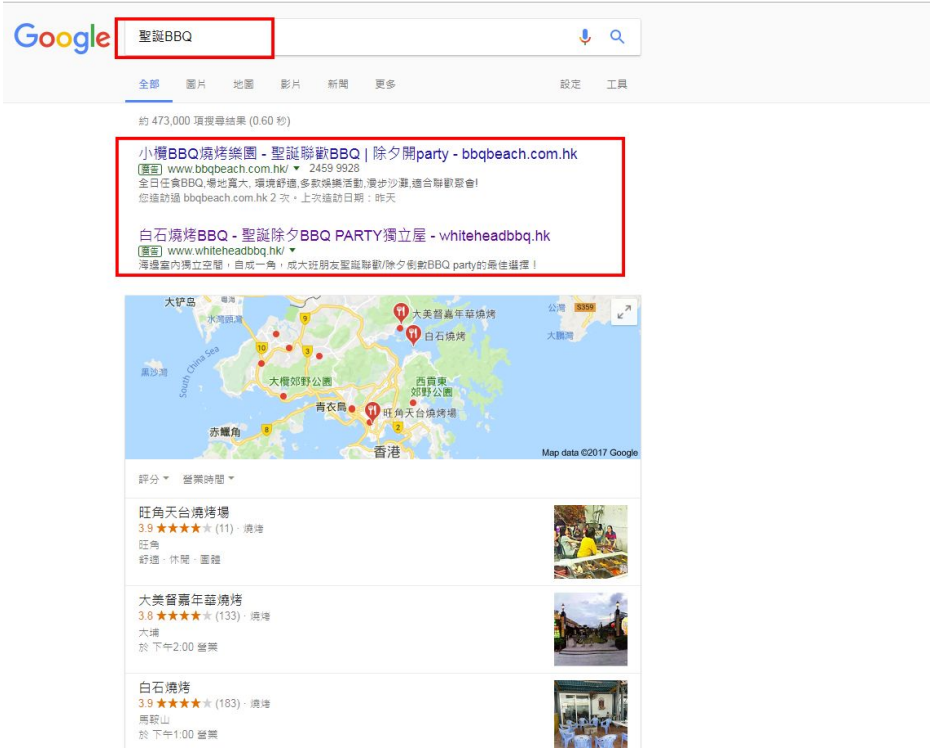 Google
聖誕BBQ
全部 圖片 地圖 影片 新聞 更多 設定 工具
約 473,000 項搜尋結果 (0.60 秒)
小欖BBQ燒烤樂園 - 聖誕聯歡BBQ | 除夕開party - bbqbeach.com.hk
廣告 www.bbqbeach.com.hk/ ▼ 2459 9928
全日任食BBQ,場地寬大, 環境舒適,多款娛樂活動,漫步沙灘,適合聯歡聚會!
您造訪過 bbqbeach.com.hk 2 次。上次造訪日期：昨天
白石燒烤BBQ - 聖誕除夕BBQ PARTY獨立屋 - whiteheadbbq.hk
廣告 www.whiteheadbbq.hk/ ▼
海邊室內獨立空間，自成一角，成大班朋友聖誕聯歡/除夕倒數BBQ party的最佳選擇！
大铲岛
水灣頭灣
9
大美督嘉年華燒烤
公灣
S359
白石燒烤
大鵬灣
10
3
South China Sea
黑沙灣
大欖郊野公園
西貢東
郊野公園
青衣島
旺角天台燒烤場
赤鱲角
8
2
香港
Map data ©2017 Google
評分 營業時間
旺角天台燒烤場
3.9 ★★★★★ (11) · 燒烤
旺角
舒適 · 休閒 · 團體
大美督嘉年華燒烤
3.8 ★★★★★ (133) · 燒烤
大埔
於 下午2:00 營業
白石燒烤
3.9 ★★★★★ (183) · 燒烤
馬鞍山
於 下午1:00 營業